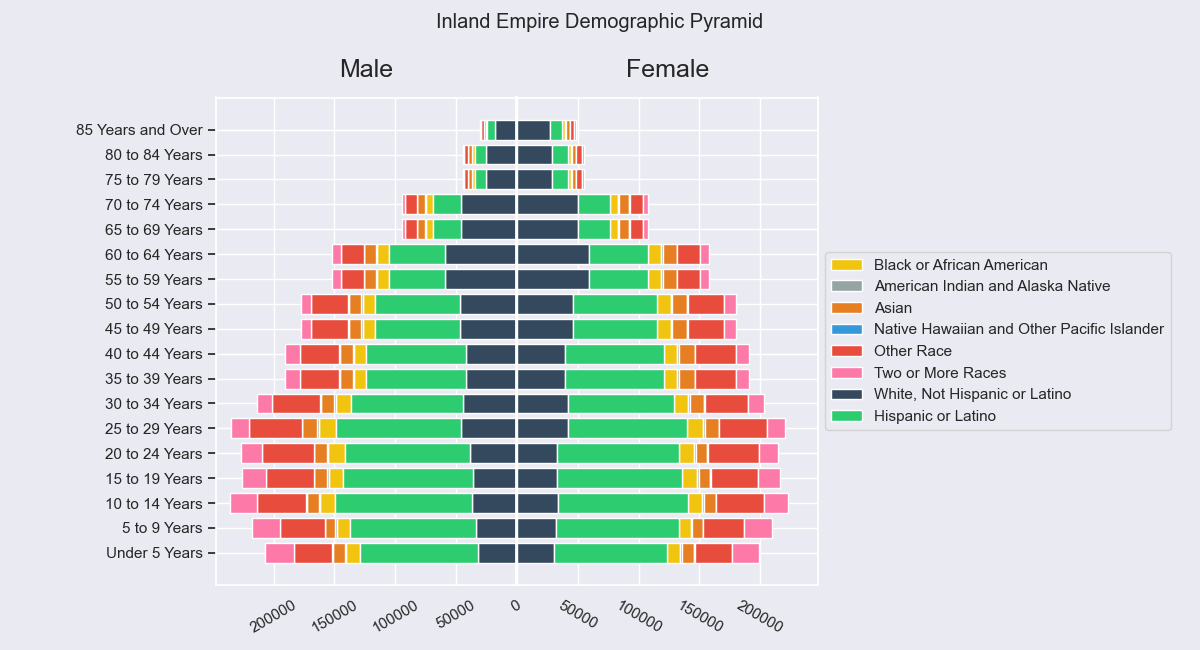 Inland Empire Demographic Pyramid
Male
Female
85 Years and Over
80 to 84 Years
75 to 79 Years
70 to 74 Years
65 to 69 Years
60 to 64 Years
55 to 59 Years
50 to 54 Years
45 to 49 Years
40 to 44 Years
35 to 39 Years
30 to 34 Years
25 to 29 Years
20 to 24 Years
15 to 19 Years
10 to 14 Years
5 to 9 Years
Under 5 Years
200000
150000
100000
50000
0
50000
100000
150000
200000
Black or African American
American Indian and Alaska Native
Asian
Native Hawaiian and Other Pacific Islander
Other Race
Two or More Races
White, Not Hispanic or Latino
Hispanic or Latino